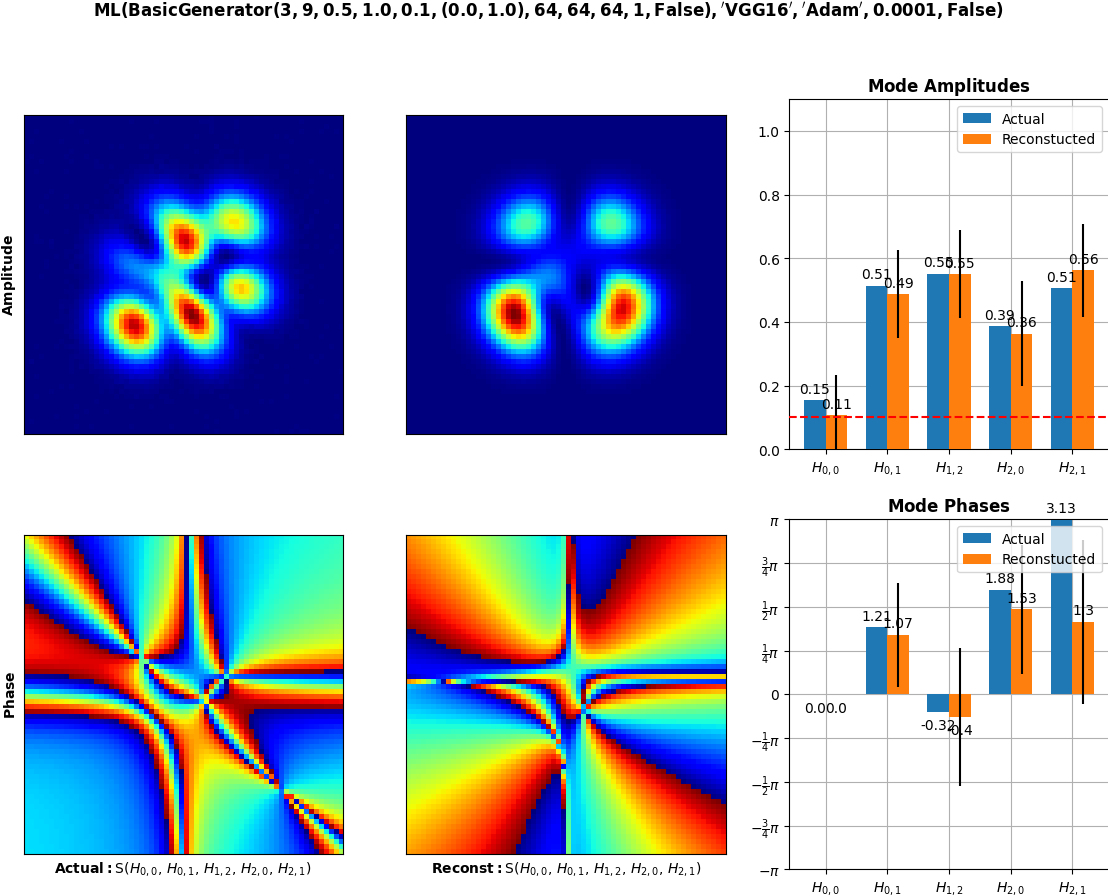 ML(BasicGenerator(3, 9, 0.5, 1.0, 0.1, (0.0, 1.0), 64, 64, 64, 1, False), ′VGG16′, ′Adam′, 0.0001, False)
Amplitude
Mode Amplitudes
Actual
Reconstucted
1.0
0.8
0.6
0.4
0.2
0.0
0.15
0.11
0.51
0.49
0.55
0.55
0.39
0.36
0.51
0.56
H0,0
H0,1
H1,2
H2,0
H2,1
Phase
Actual: S(H0,0, H0,1, H1,2, H2,0, H2,1)
Reconst: S(H0,0, H0,1, H1,2, H2,0, H2,1)
Mode Phases
Actual
Reconstucted
π
3/4π
1/2π
1/4π
0
−1/4π
−1/2π
−3/4π
−π
0.0
0.0
1.21
1.07
-0.32
-0.4
1.88
1.53
3.13
1.3
H0,0
H0,1
H1,2
H2,0
H2,1